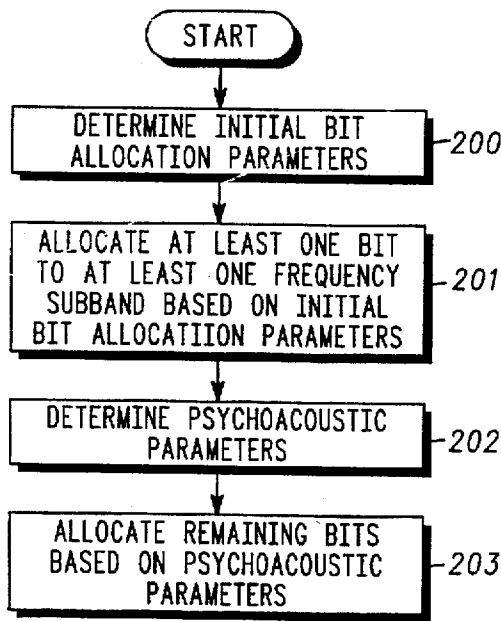 START
DETERMINE INITIAL BIT
ALLOCATION PARAMETERS
200
ALLOCATE AT LEAST ONE BIT
TO AT LEAST ONE FREQUENCY
SUBBAND BASED ON INITIAL
BIT ALLOCATIION PARAMETERS
201
DETERMINE PSYCHOACOUSTIC
PARAMETERS
202
ALLOCATE REMAINING BITS
BASED ON PSYCHOACOUSTIC
PARAMETERS
203